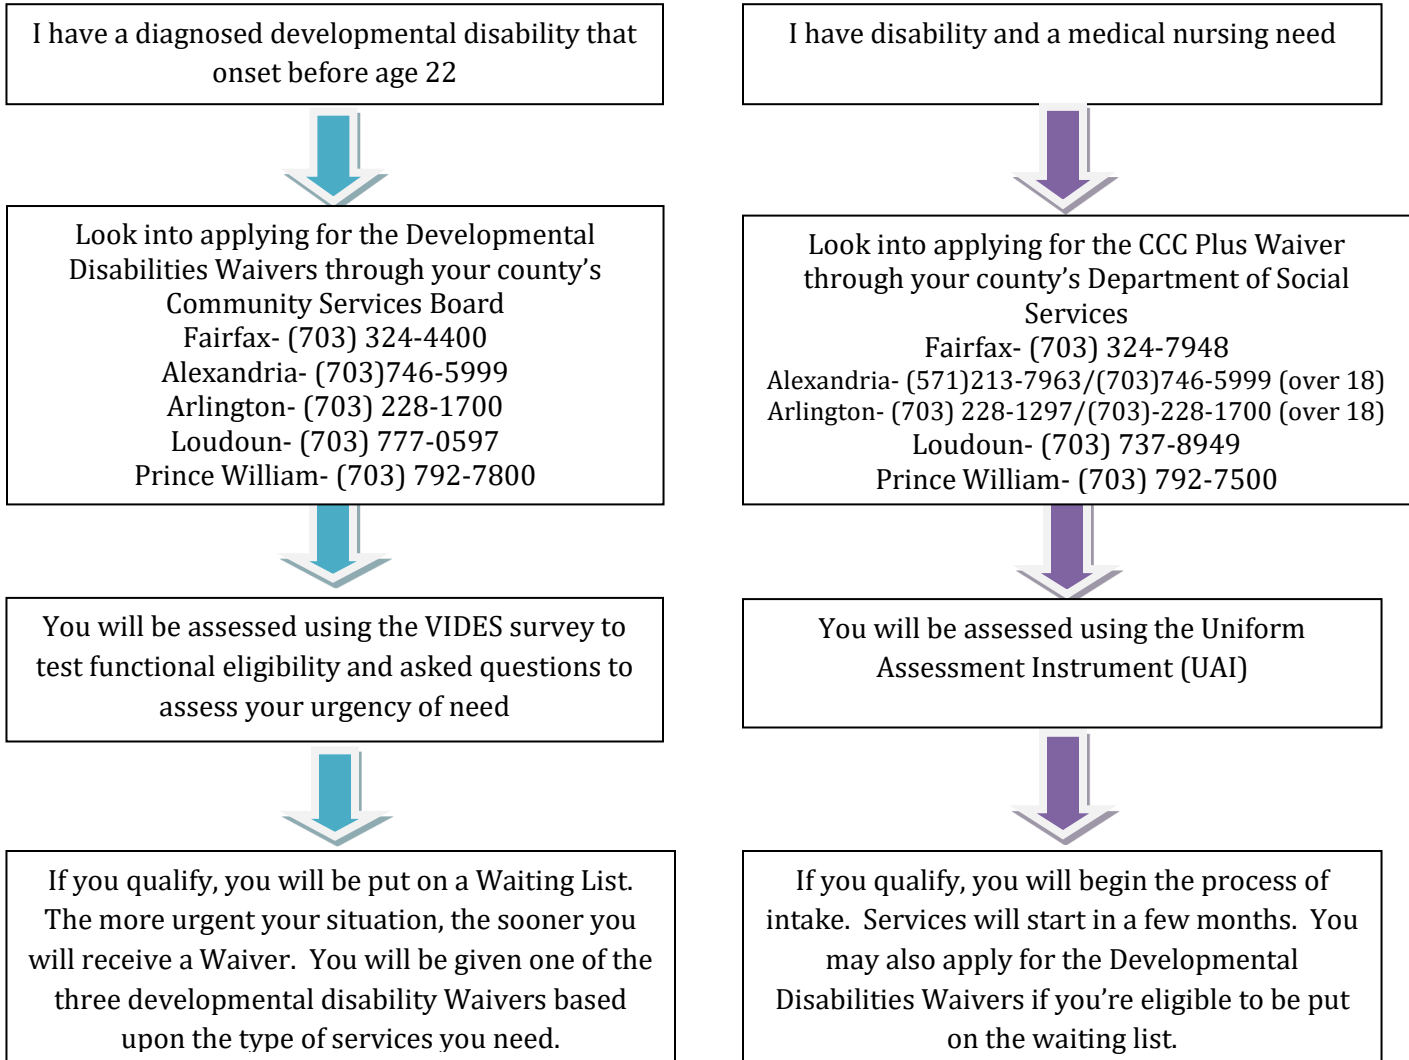 I have a diagnosed developmental disability that
onset before age 22
Look into applying for the Developmental
Disabilities Waivers through your county’s
Community Services Board
Fairfax- (703) 324-4400
Alexandria- (703)746-5999
Arlington- (703) 228-1700
Loudoun- (703) 777-0597
Prince William- (703) 792-7800
You will be assessed using the VIDES survey to
test functional eligibility and asked questions to
assess your urgency of need
If you qualify, you will be put on a Waiting List.
The more urgent your situation, the sooner you
will receive a Waiver. You will be given one of the
three developmental disability Waivers based
upon the type of services you need.
I have disability and a medical nursing need
Look into applying for the CCC Plus Waiver
through your county’s Department of Social
Services
Fairfax- (703) 324-7948
Alexandria- (571)213-7963/(703)746-5999 (over 18)
Arlington- (703) 228-1297/(703)-228-1700 (over 18)
Loudoun- (703) 737-8949
Prince William- (703) 792-7500
You will be assessed using the Uniform
Assessment Instrument (UAI)
If you qualify, you will begin the process of
intake. Services will start in a few months. You
may also apply for the Developmental
Disabilities Waivers if you’re eligible to be put
on the waiting list.